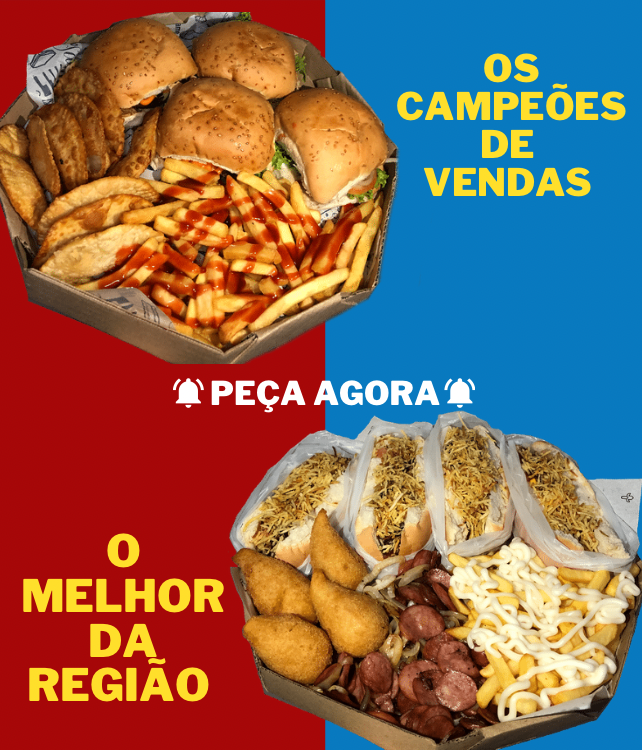 OS
CAMPEÕES
DE
VENDAS
PEÇA AGORA
O
MELHOR
DA
REGIÃO